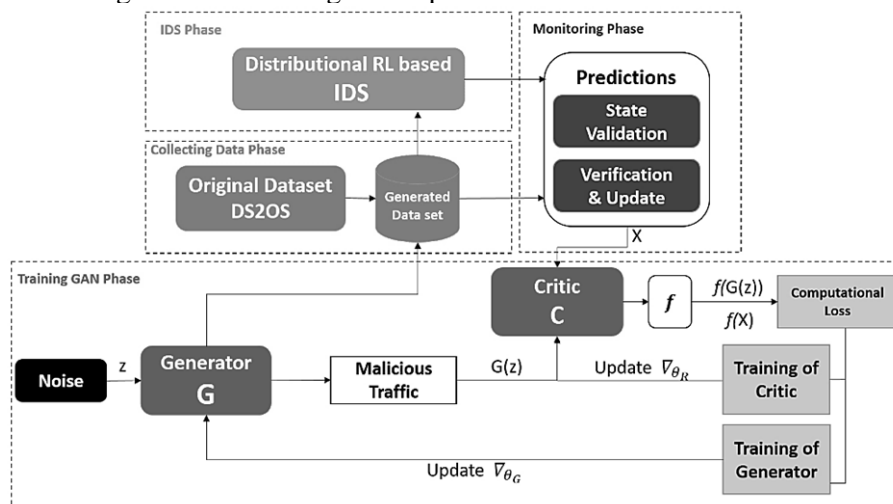 IDS Phase
Distributional RL based
IDS
Monitoring Phase
Predictions
State
Validation
Verification
& Update
Collecting Data Phase
Original Dataset
DS2OS
Generated
Data set
X
Training GAN Phase
Critic
C
f
f(G(z))
f(X)
Computational
Loss
Noise
z
Generator
G
Malicious
Traffic
G(z)
Update ∇θR
Training of
Critic
Update ∇θG
Training of
Generator